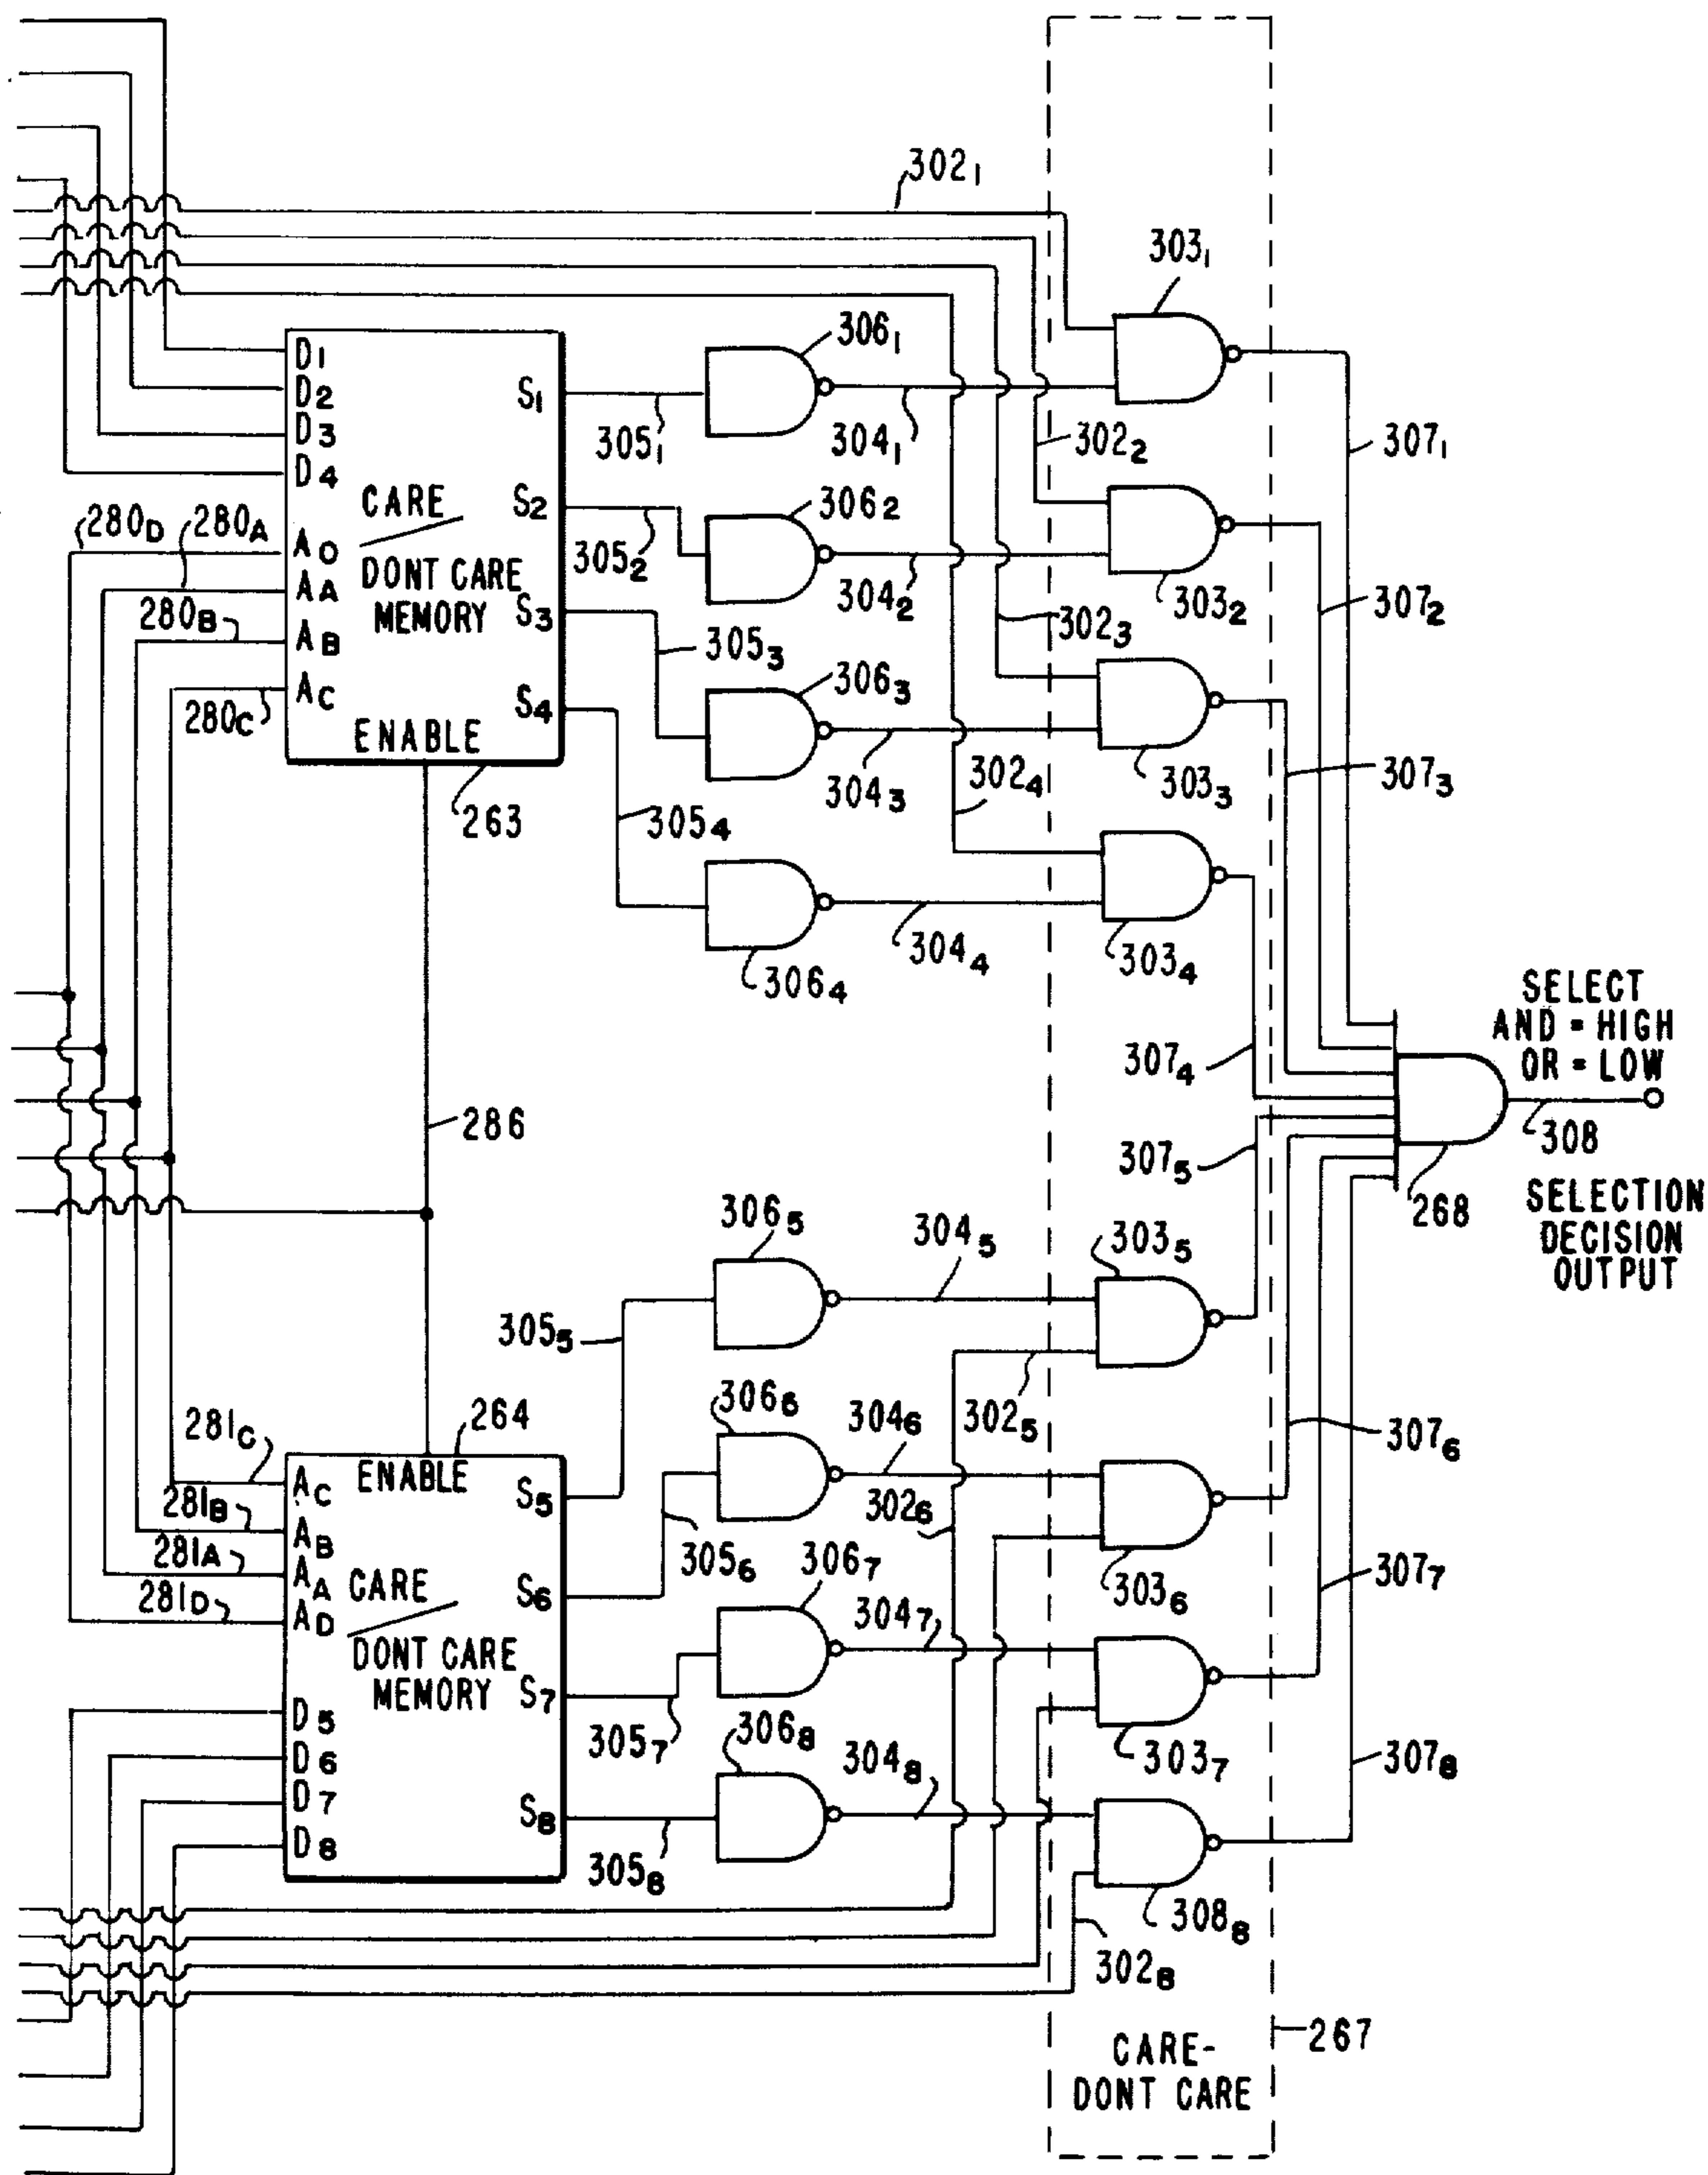 302₁
303₁
306₁
D1
D2
D3
D4
S1
305₁
304₁
302₂
307₁
CARE
DONT CARE
MEMORY
S2
306₂
280D
280A
AO
AA
305₂
304₂
303₂
307₂
280B
AB
S3
302₃
305₃
280C
AC
S4
306₃
ENABLE
263
304₃
302₄
303₃
307₃
305₄
306₄
304₄
303₄
SELECT
AND = HIGH
OR = LOW
307₄
286
308
307₅
268
SELECTION
DECISION
OUTPUT
306₅
304₅
303₅
305₅
302₅
281C
264
ENABLE
306₆
304₆
307₆
AC
S5
281B
AB
302₆
281A
AA
305₆
306₇
303₆
307₇
281D
AD
CARE
DONT CARE
MEMORY
S6
304₇
S7
305₇
D5
D6
D7
D8
306₈
304₈
303₇
307₈
S8
305₈
308₈
302₈
267
CARE-
DONT CARE